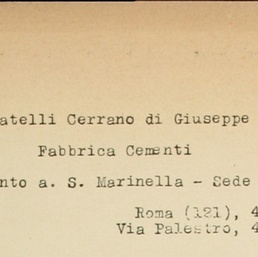 atelli Cerrano di Giuseppe
Fabbrica Cementi
nto a. S. Marinella - Sede
Roma (121), 4
Via Palestro, 4